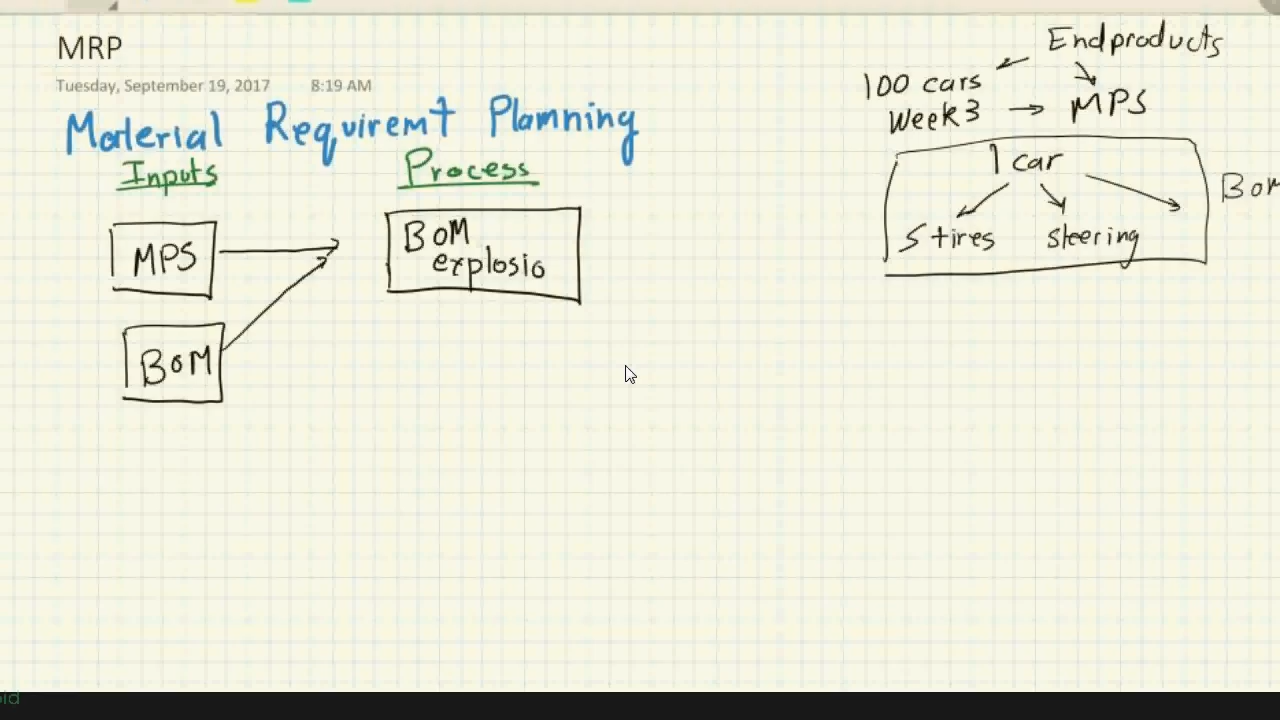 MRP
Tuesday, September 19, 2017 8:19 AM
Material Requiremt Planning
Inputs
Process
MPS
BOM
explosio
BOM
Endproducts
100 cars
Week 3
MPS
1 car
5 tires
steering